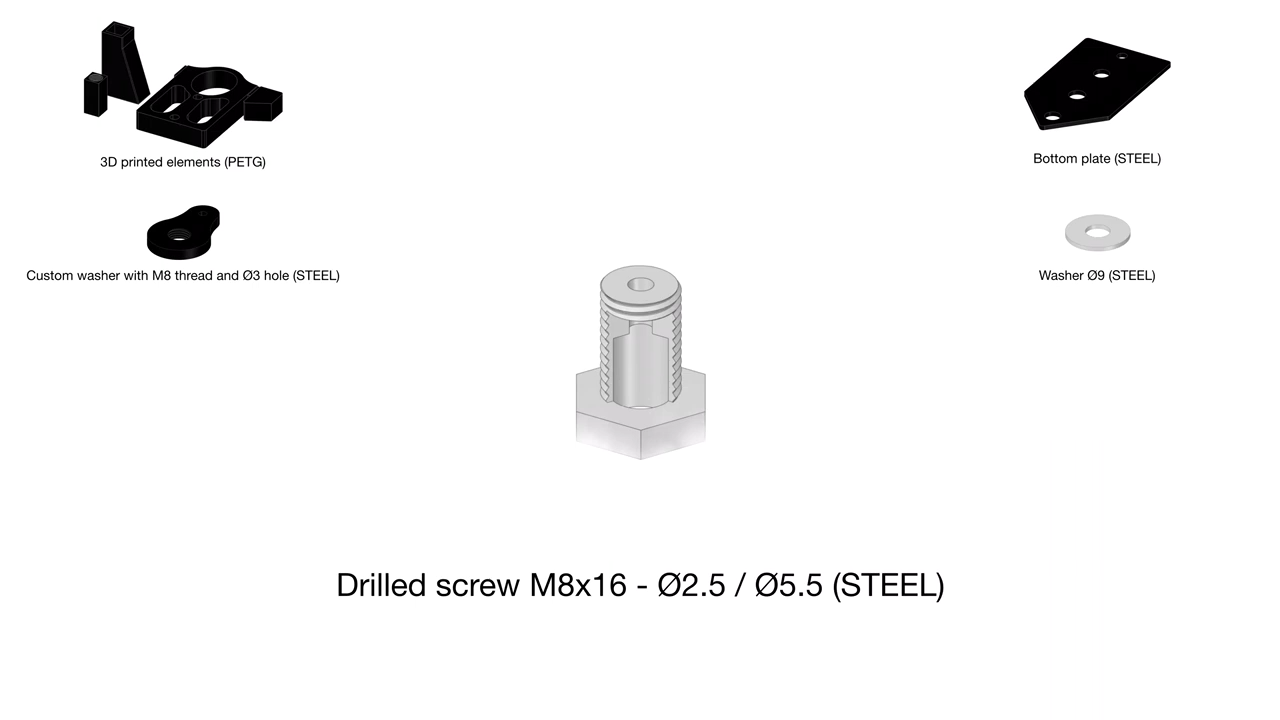 3D printed elements (PETG)
Bottom plate (STEEL)
Custom washer with M8 thread and Ø3 hole (STEEL)
Washer Ø9 (STEEL)
Drilled screw M8x16 - Ø2.5 / Ø5.5 (STEEL)